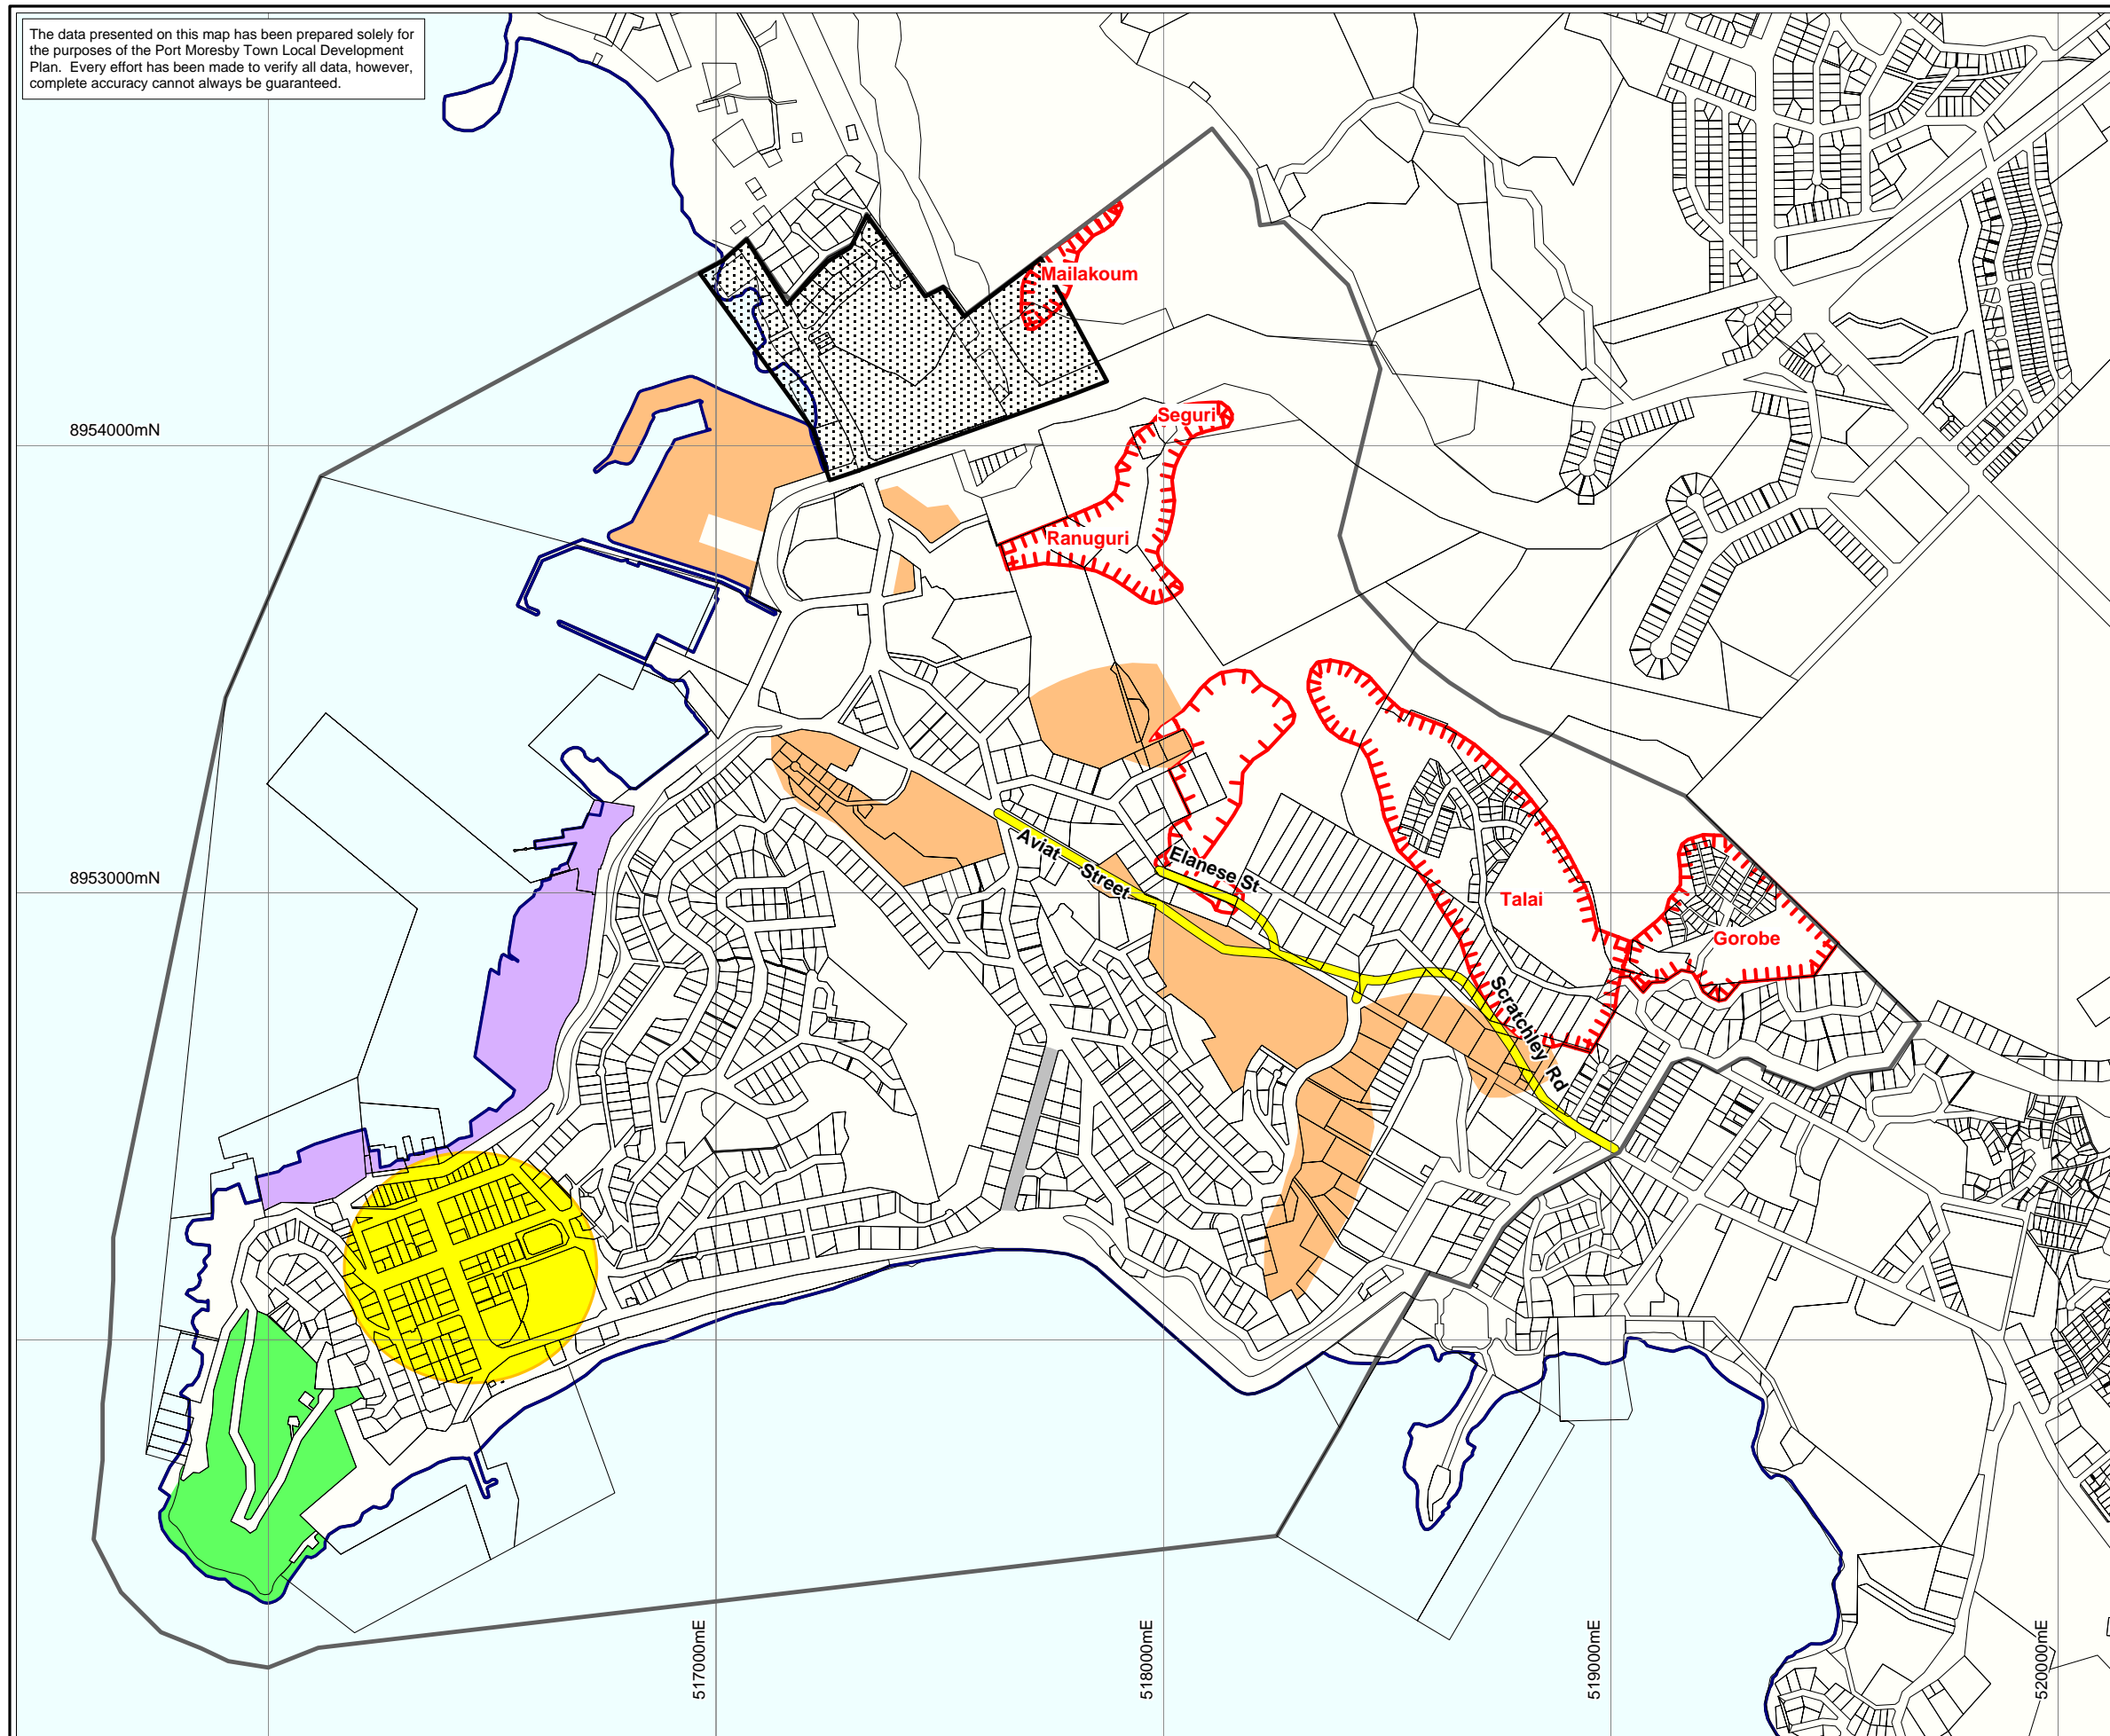 The data presented on this map has been prepared solely for
the purposes of the Port Moresby Town Local Development
Plan.  Every effort has been made to verify all data, however,
complete accuracy cannot always be guaranteed.
Mailakoum
Seguri
8954000mN
Ranuguri
Aviat Street
Elanese St
8953000mN
Talai
Gorobe
Scratchley Rd
517000mE
518000mE
519000mE
520000mE